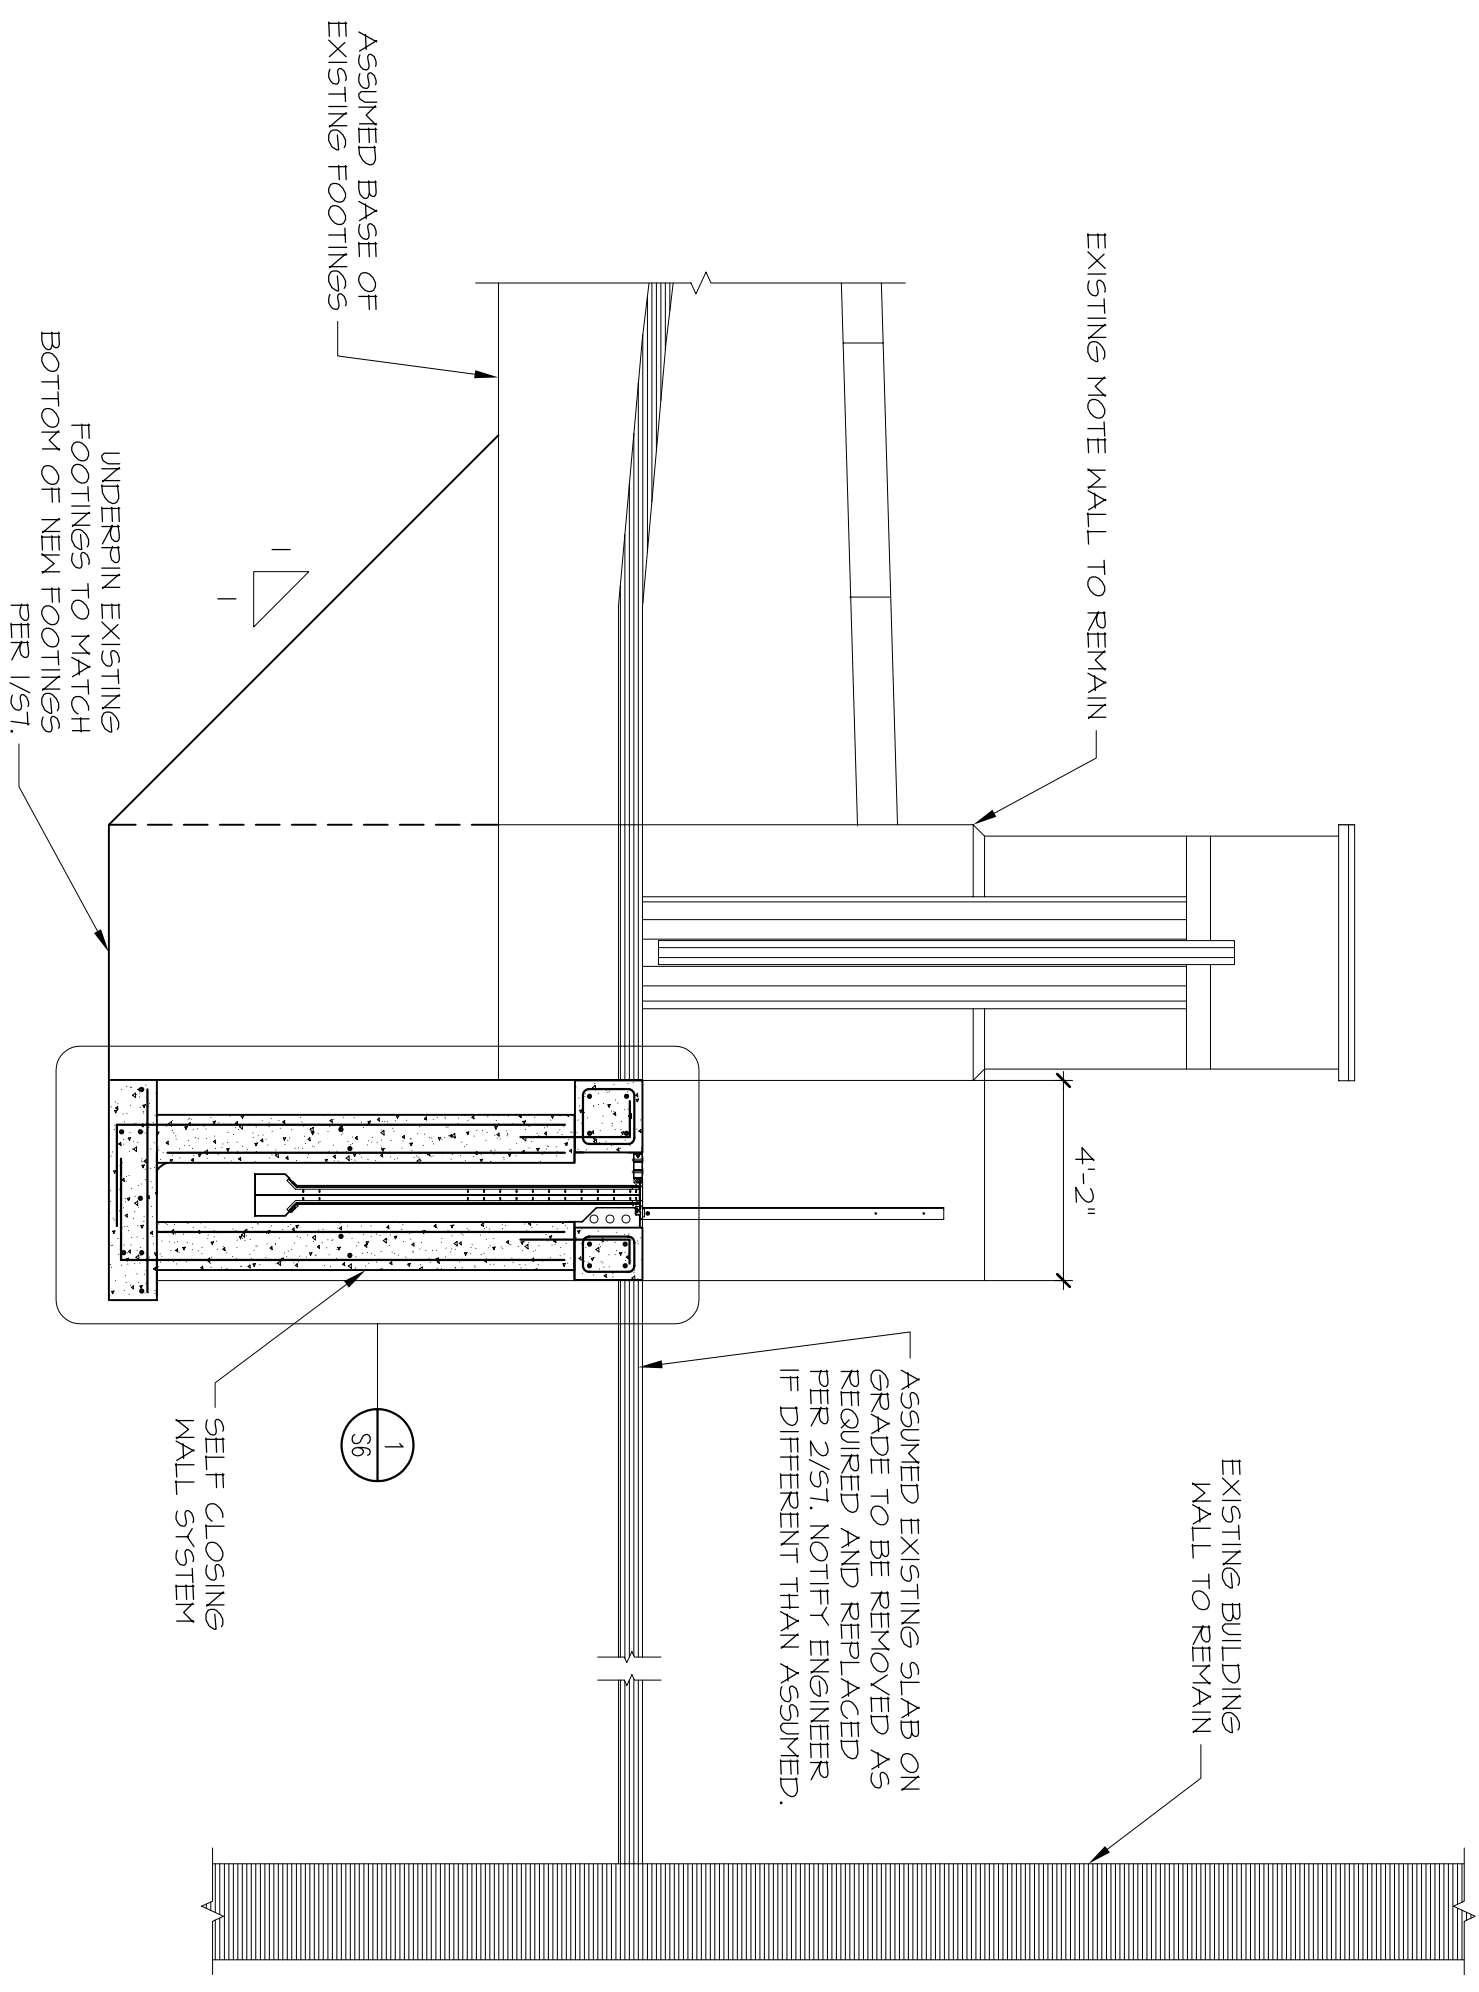 EXISTING BUILDING
WALL TO REMAIN
EXISTING MOTE WALL TO REMAIN
4'-2"
ASSUMED EXISTING SLAB ON
GRADE TO BE REMOVED AS
REQUIRED AND REPLACED
PER 2/S7. NOTIFY ENGINEER
IF DIFFERENT THAN ASSUMED.
ASSUMED BASE OF
EXISTING FOOTINGS
1
S6
1
1
SELF CLOSING
WALL SYSTEM
UNDERPIN EXISTING
FOOTINGS TO MATCH
BOTTOM OF NEW FOOTINGS
PER 1/S7.